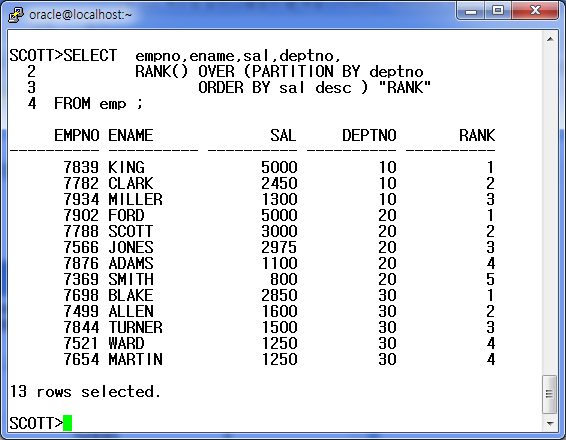 oracle@localhost:~
SCOTT>SELECT  empno,ename,sal,deptno,
  2           RANK() OVER (PARTITION BY deptno
  3                  ORDER BY sal desc ) "RANK"
  4  FROM emp ;
     EMPNO ENAME             SAL     DEPTNO       RANK
---------- ---------- ---------- ---------- ----------
      7839 KING             5000         10          1
      7782 CLARK            2450         10          2
      7934 MILLER           1300         10          3
      7902 FORD             5000         20          1
      7788 SCOTT            3000         20          2
      7566 JONES            2975         20          3
      7876 ADAMS            1100         20          4
      7369 SMITH             800         20          5
      7698 BLAKE            2850         30          1
      7499 ALLEN            1600         30          2
      7844 TURNER           1500         30          3
      7521 WARD             1250         30          4
      7654 MARTIN           1250         30          4
13 rows selected.
SCOTT>